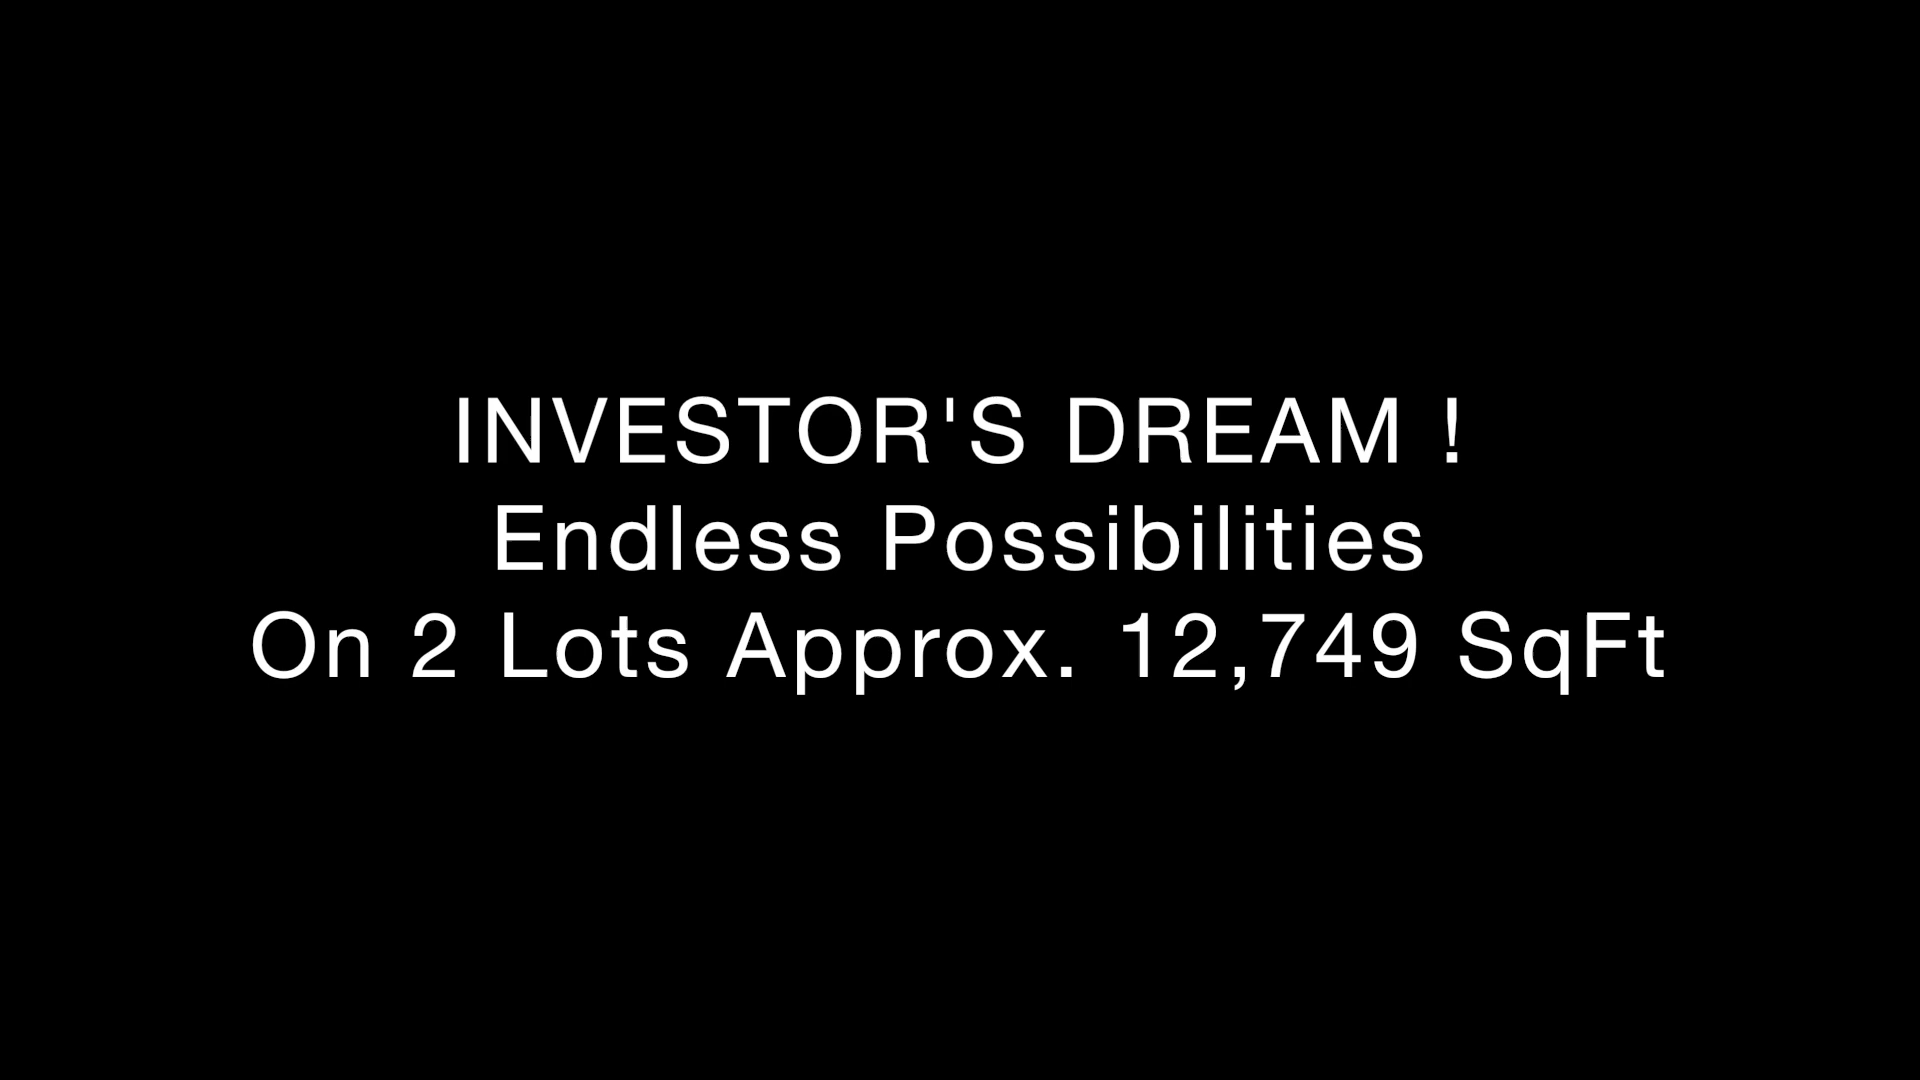 INVESTOR'S DREAM !
Endless Possibilities
On 2 Lots Approx. 12,749 SqFt